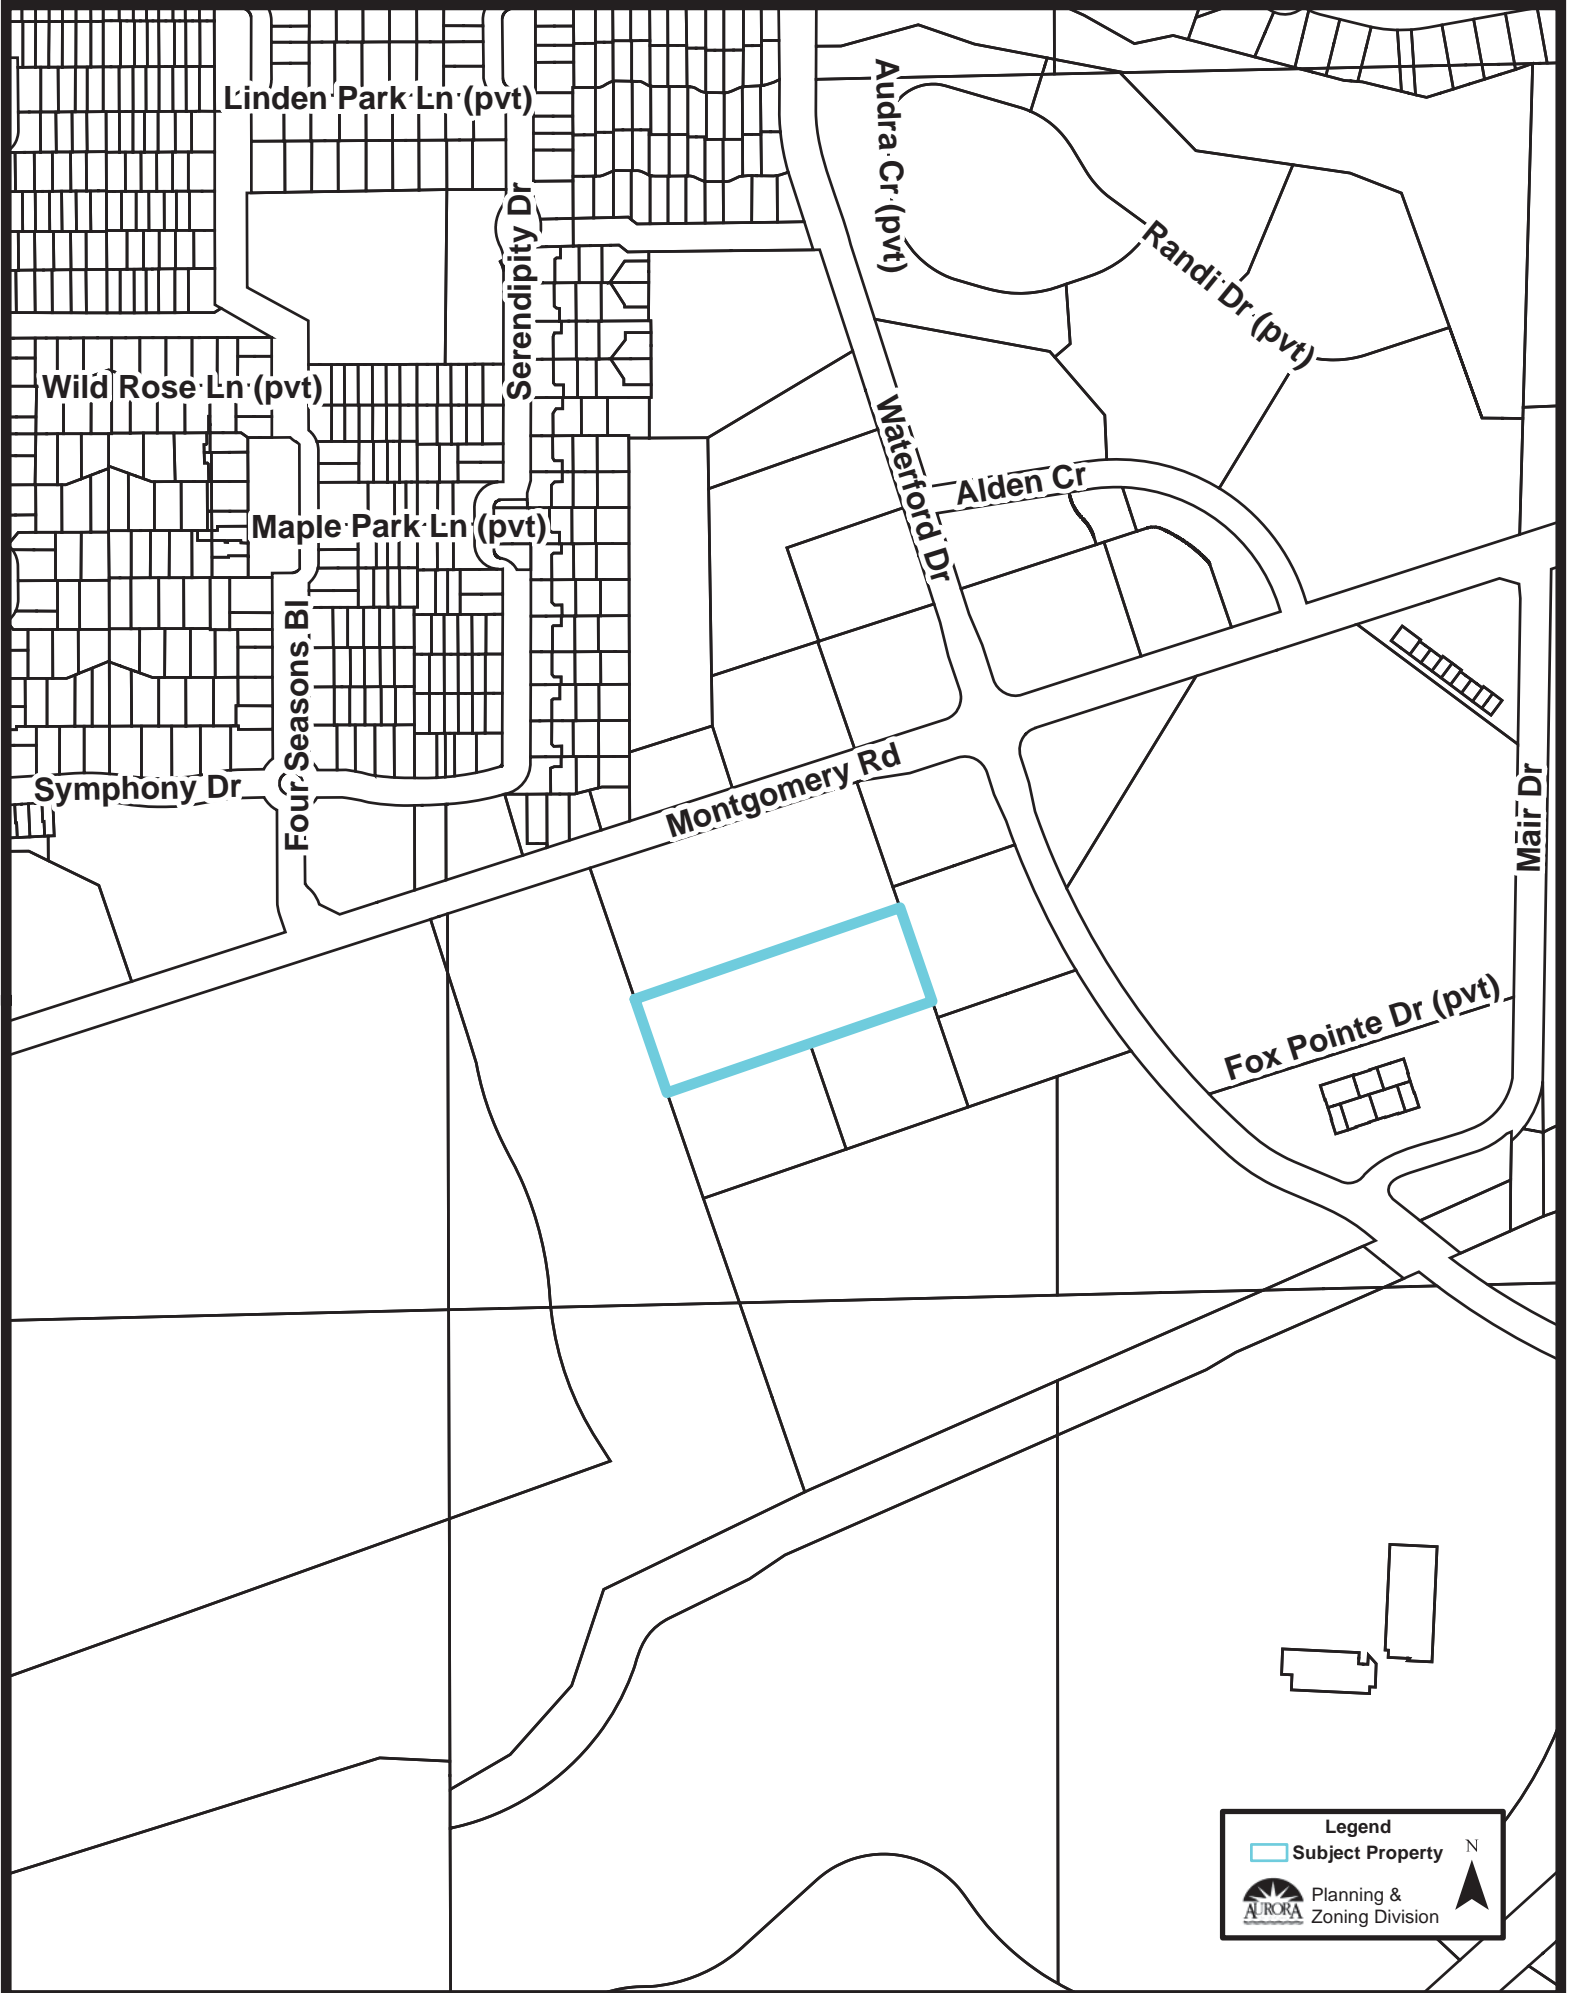 Linden Park Ln (pvt)
Audra Cr (pvt)
Serendipity Dr
Randi Dr (pvt)
Wild Rose Ln (pvt)
Waterford Dr
Alden Cr
Maple Park Ln (pvt)
Four Seasons Bl
Symphony Dr
Montgomery Rd
Mair Dr
Fox Pointe Dr (pvt)
Legend
Subject Property
N
AURORA
Planning &
Zoning Division